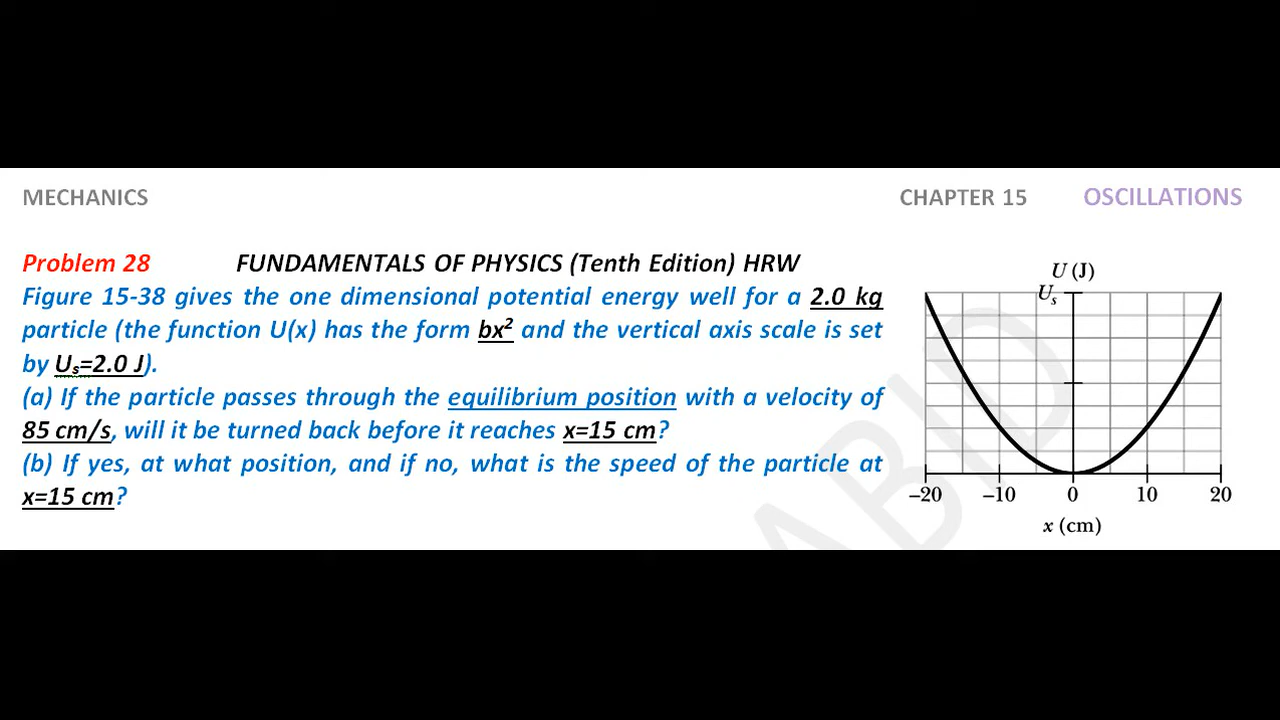 MECHANICS CHAPTER 15 OSCILLATIONS
Problem 28 FUNDAMENTALS OF PHYSICS (Tenth Edition) HRW
Figure 15-38 gives the one dimensional potential energy well for a 2.0 kg
particle (the function U(x) has the form bx² and the vertical axis scale is set
by Uₛ=2.0 J).
(a) If the particle passes through the equilibrium position with a velocity of
85 cm/s, will it be turned back before it reaches x=15 cm?
(b) If yes, at what position, and if no, what is the speed of the particle at
x=15 cm?
U (J)
Uₛ
−20 −10 0 10 20
x (cm)
ABID